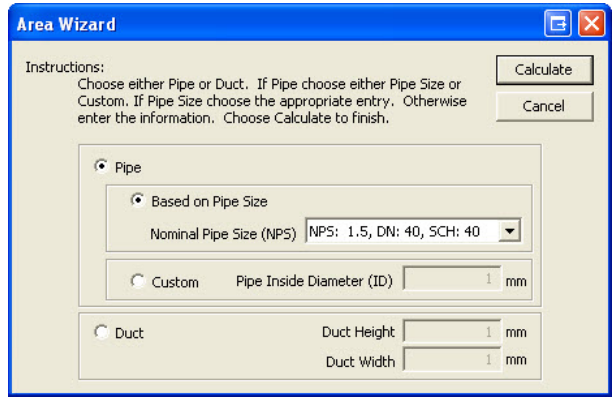 Area Wizard
Instructions:
Choose either Pipe or Duct. If Pipe choose either Pipe Size or
Custom. If Pipe Size choose the appropriate entry. Otherwise
enter the information. Choose Calculate to finish.
Calculate
Cancel
Pipe
Based on Pipe Size
Nominal Pipe Size (NPS) NPS: 1.5, DN: 40, SCH: 40
Custom Pipe Inside Diameter (ID) 1 mm
Duct Duct Height 1 mm
Duct Width 1 mm